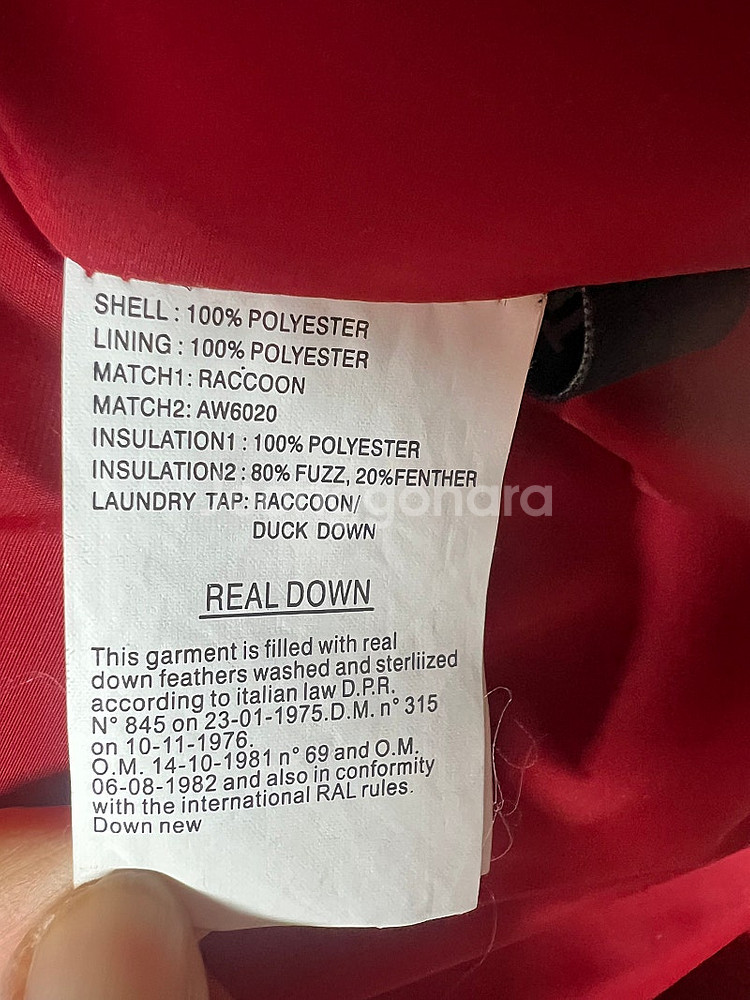 SHELL : 100% POLYESTER
LINING : 100% POLYESTER
MATCH1: RACCOON
MATCH2: AW6020
INSULATION1 : 100% POLYESTER
INSULATION2 : 80% FUZZ, 20%FENTHER
LAUNDRY TAP: RACCOON/
DUCK DOWN
REAL DOWN
This garment is filled with real
down feathers washed and sterliized
according to italian law D.P.R.
N° 845 on 23-01-1975.D.M. n° 315
on 10-11-1976.
O.M. 14-10-1981 n° 69 and O.M.
06-08-1982 and also in conformity
with the international RAL rules.
Down new